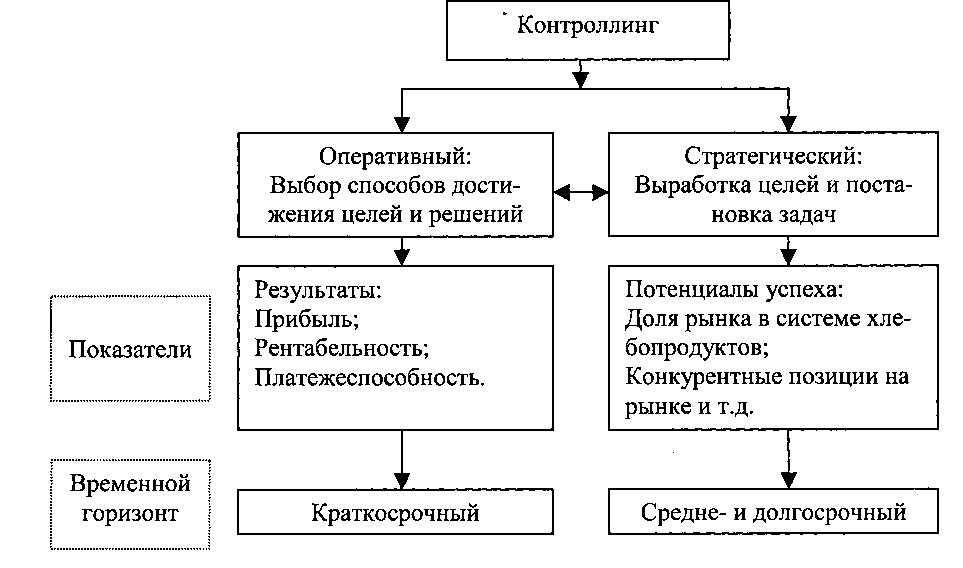 Контроллинг
Оперативный:
Выбор способов дости-
жения целей и решений
Стратегический:
Выработка целей и поста-
новка задач
Показатели
Результаты:
Прибыль;
Рентабельность;
Платежеспособность.
Потенциалы успеха:
Доля рынка в системе хле-
бопродуктов;
Конкурентные позиции на
рынке и т.д.
Временной
горизонт
Краткосрочный
Средне- и долгосрочный